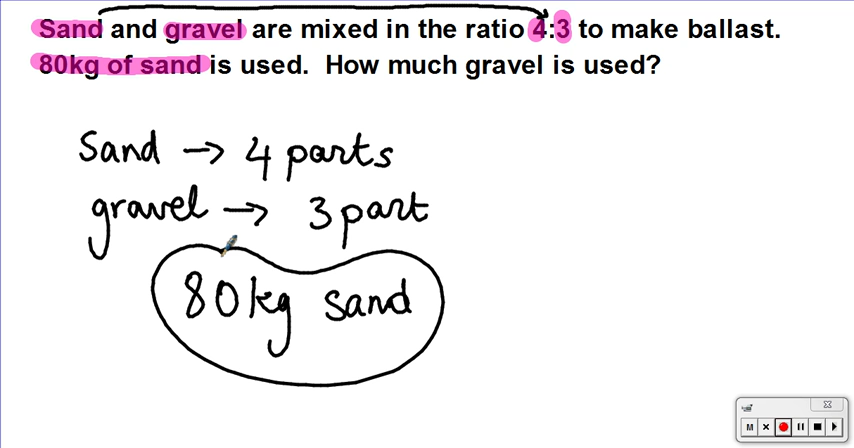 Sand and gravel are mixed in the ratio 4:3 to make ballast.
80kg of sand is used. How much gravel is used?
Sand → 4 parts
gravel → 3 part
80kg sand
M